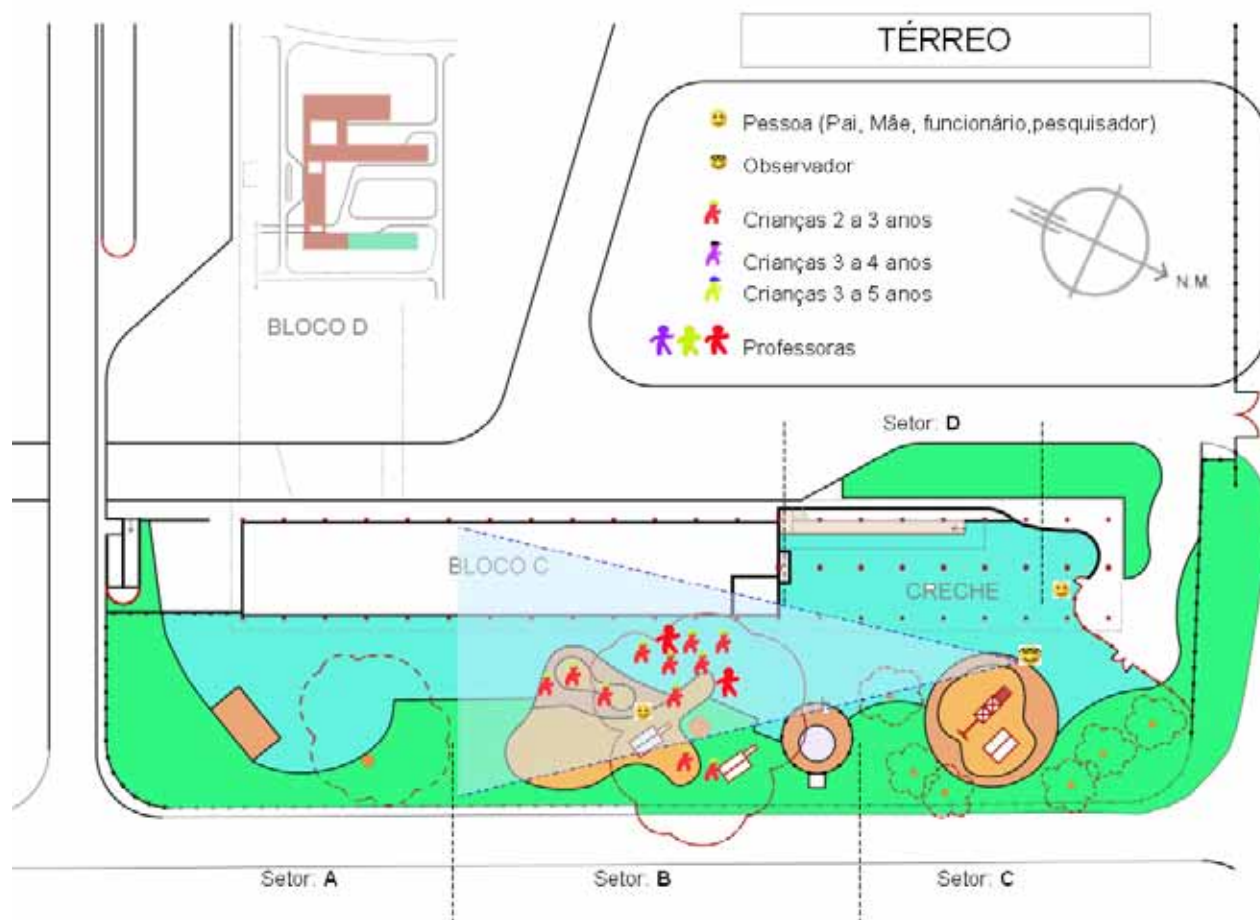 TÉRREO
Pessoa (Pai, Mãe, funcionário,pesquisador)
Observador
Crianças 2 a 3 anos
Crianças 3 a 4 anos
Crianças 3 a 5 anos
Professoras
N.M.
BLOCO D
Setor: D
BLOCO C
CRECHE
Setor: A
Setor: B
Setor: C